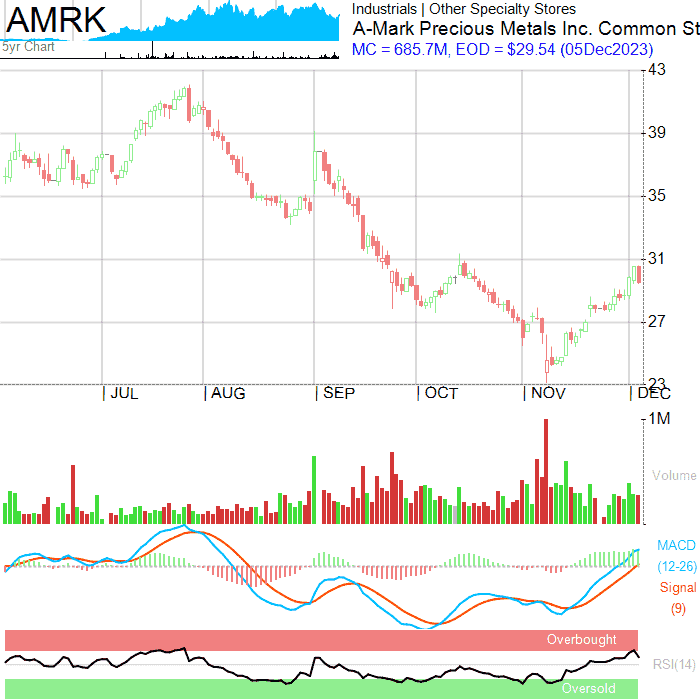 AMRK
5yr Chart
Industrials | Other Specialty Stores
A-Mark Precious Metals Inc. Common St
MC = 685.7M, EOD = $29.54 (05Dec2023)
43
39
35
31
27
23
| JUL | AUG | SEP | OCT | NOV | DEC
1M
Volume
MACD
(12-26)
Signal
(9)
Overbought
RSI(14)
Oversold